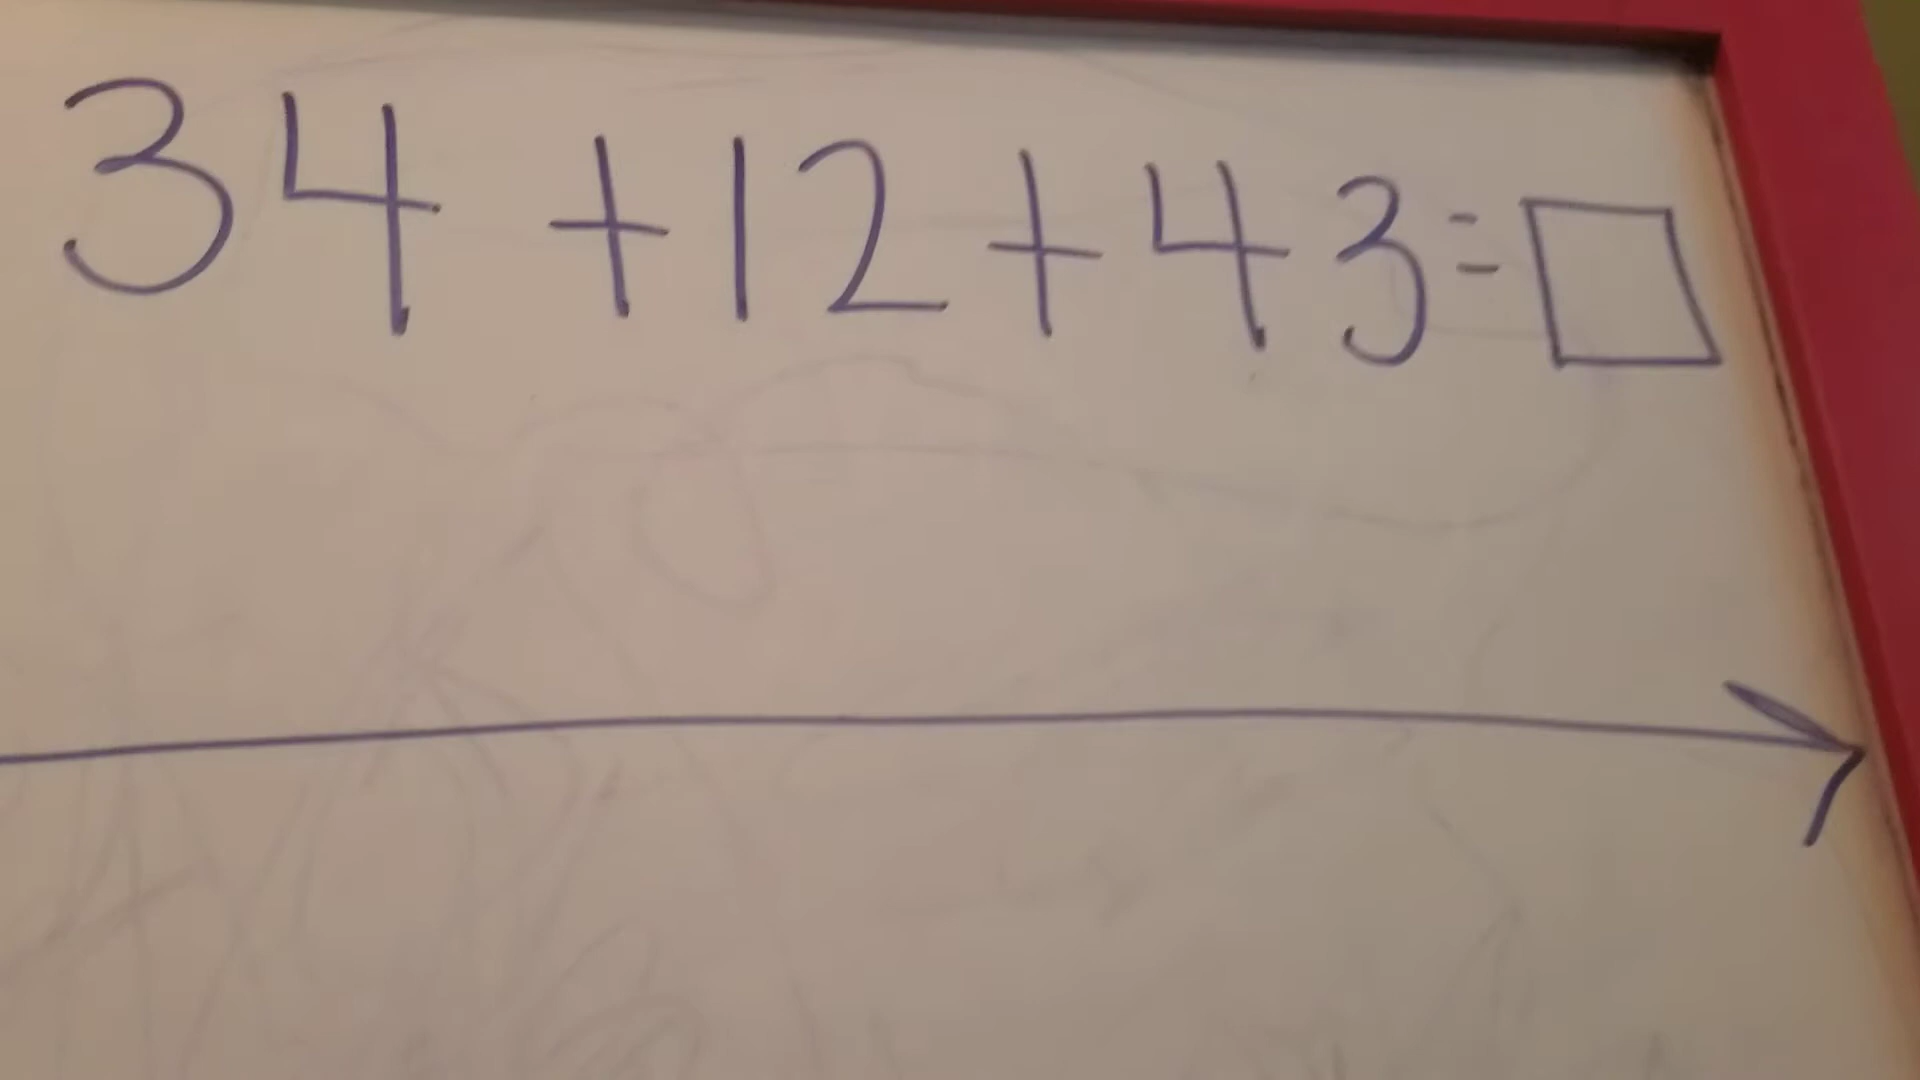 34 + 12 + 43 = □